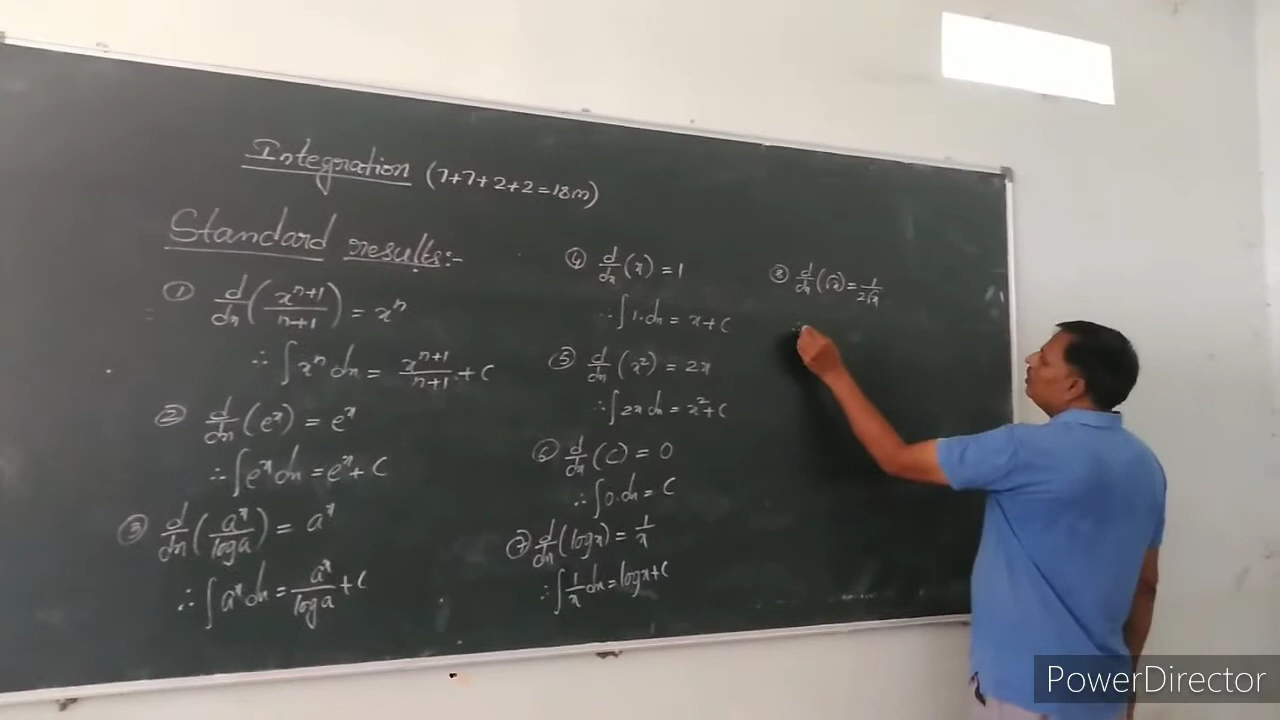 Integration (7+7+2+2=18m)
Standard results:-
① d/dx (x^(n+1)/(n+1)) = x^n
∴ ∫x^n dx = x^(n+1)/(n+1) + C
② d/dx (e^x) = e^x
∴ ∫e^x dx = e^x + C
③ d/dx (a^x/log a) = a^x
∴ ∫a^x dx = a^x/log a + C
④ d/dx (x) = 1
∴ ∫1.dx = x+C
⑤ d/dx (x²) = 2x
∴ ∫2x dx = x²+C
⑥ d/dx (C) = 0
∴ ∫0.dx = C
⑦ d/dx (log x) = 1/x
∴ ∫1/x dx = log x+C
⑧ d/dx (√x) = 1/2√x
PowerDirector